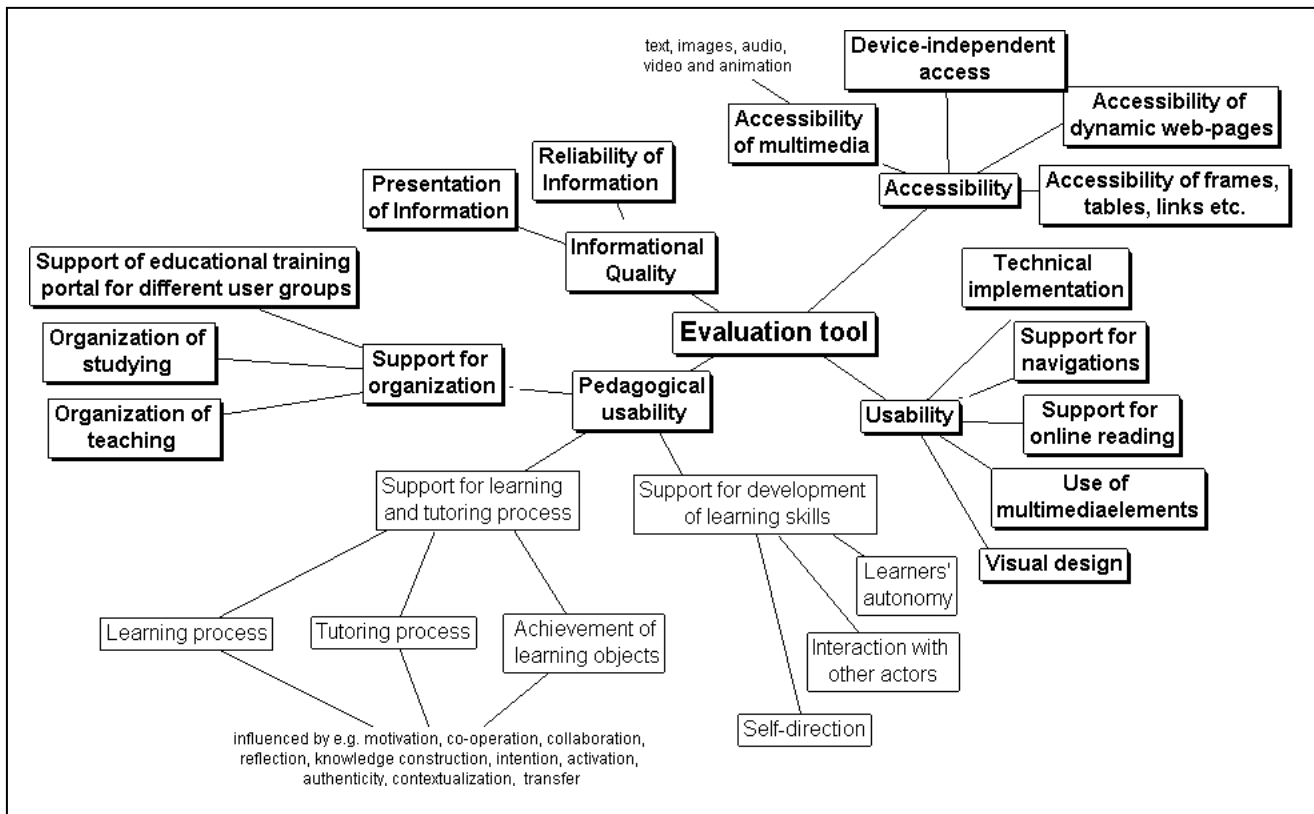 text, images, audio,
video and animation
Device-independent
access
Accessibility
of multimedia
Accessibility of
dynamic web-pages
Accessibility
Accessibility of frames,
tables, links etc.
Reliability of
Information
Presentation
of Information
Informational
Quality
Support of educational training
portal for different user groups
Organization of
studying
Organization of
teaching
Support for
organization
Evaluation tool
Pedagogical
usability
Technical
implementation
Support for
navigations
Usability
Support for
online reading
Use of
multimediaelements
Visual design
Support for learning
and tutoring process
Support for development
of learning skills
Learners'
autonomy
Interaction with
other actors
Self-direction
Learning process
Tutoring process
Achievement of
learning objects
influenced by e.g. motivation, co-operation, collaboration,
reflection, knowledge construction, intention, activation,
authenticity, contextualization, transfer